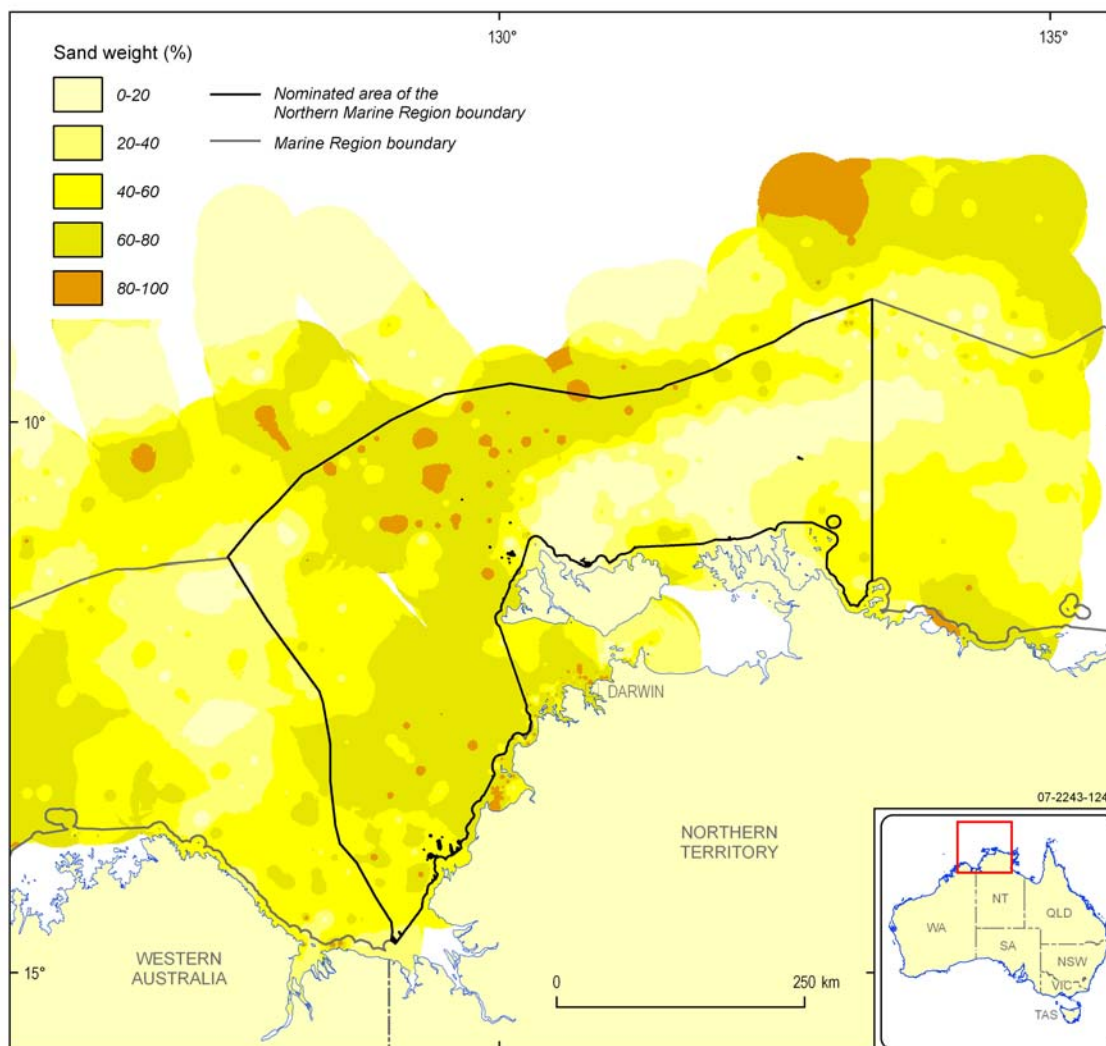 130°
135°
Sand weight (%)
0-20
20-40
40-60
60-80
80-100
Nominated area of the
Northern Marine Region boundary
Marine Region boundary
10°
DARWIN
07-2243-124
NORTHERN
TERRITORY
WESTERN
AUSTRALIA
15°
0
250 km
WA
NT
QLD
SA
NSW
VIC
TAS